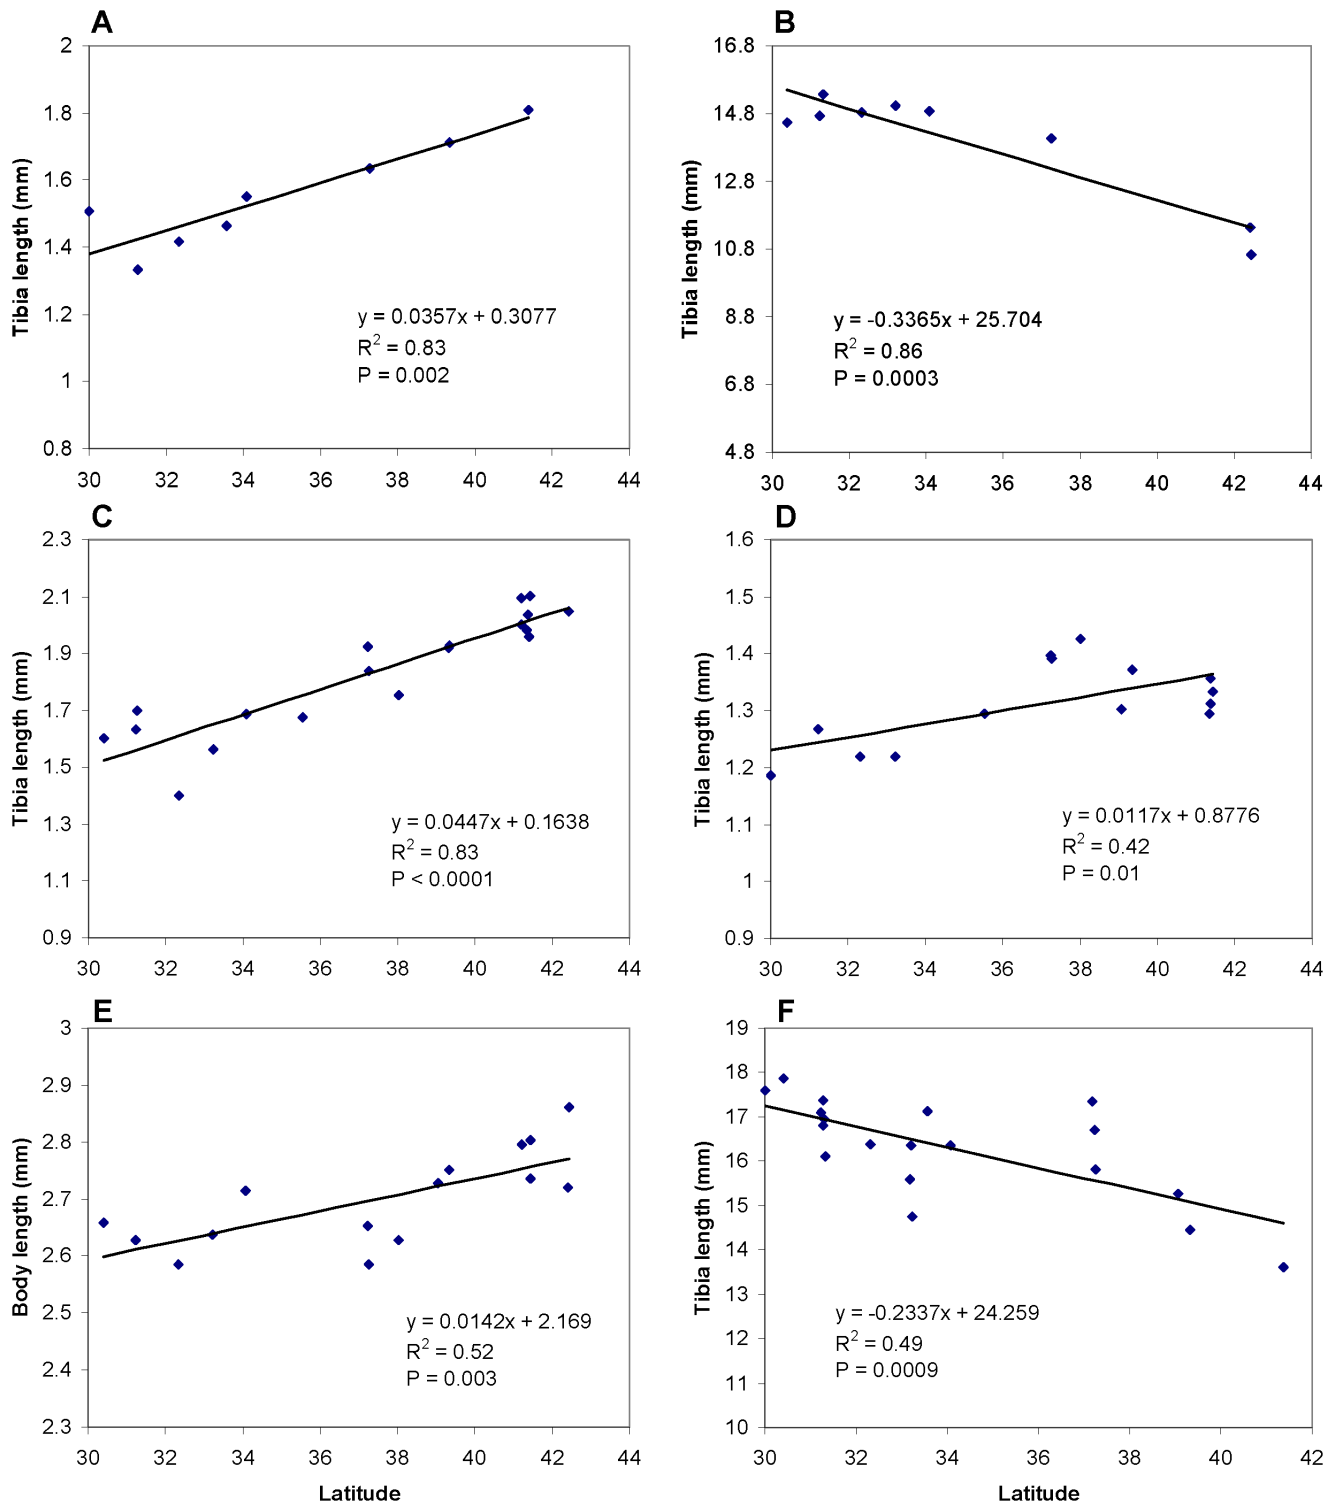 A
2
1.8
1.6
1.4
1.2
1
0.8
Tibia length (mm)
y = 0.0357x + 0.3077
R² = 0.83
P = 0.002
30 32 34 36 38 40 42 44
B
16.8
14.8
12.8
10.8
8.8
6.8
4.8
Tibia length (mm)
y = -0.3365x + 25.704
R² = 0.86
P = 0.0003
30 32 34 36 38 40 42 44
C
2.3
2.1
1.9
1.7
1.5
1.3
1.1
0.9
Tibia length (mm)
y = 0.0447x + 0.1638
R² = 0.83
P < 0.0001
30 32 34 36 38 40 42 44
D
1.6
1.5
1.4
1.3
1.2
1.1
1
0.9
Tibia length (mm)
y = 0.0117x + 0.8776
R² = 0.42
P = 0.01
30 32 34 36 38 40 42 44
E
3
2.9
2.8
2.7
2.6
2.5
2.4
2.3
Body length (mm)
y = 0.0142x + 2.169
R² = 0.52
P = 0.003
30 32 34 36 38 40 42 44
Latitude
F
19
18
17
16
15
14
13
12
11
10
Tibia length (mm)
y = -0.2337x + 24.259
R² = 0.49
P = 0.0009
30 32 34 36 38 40 42
Latitude